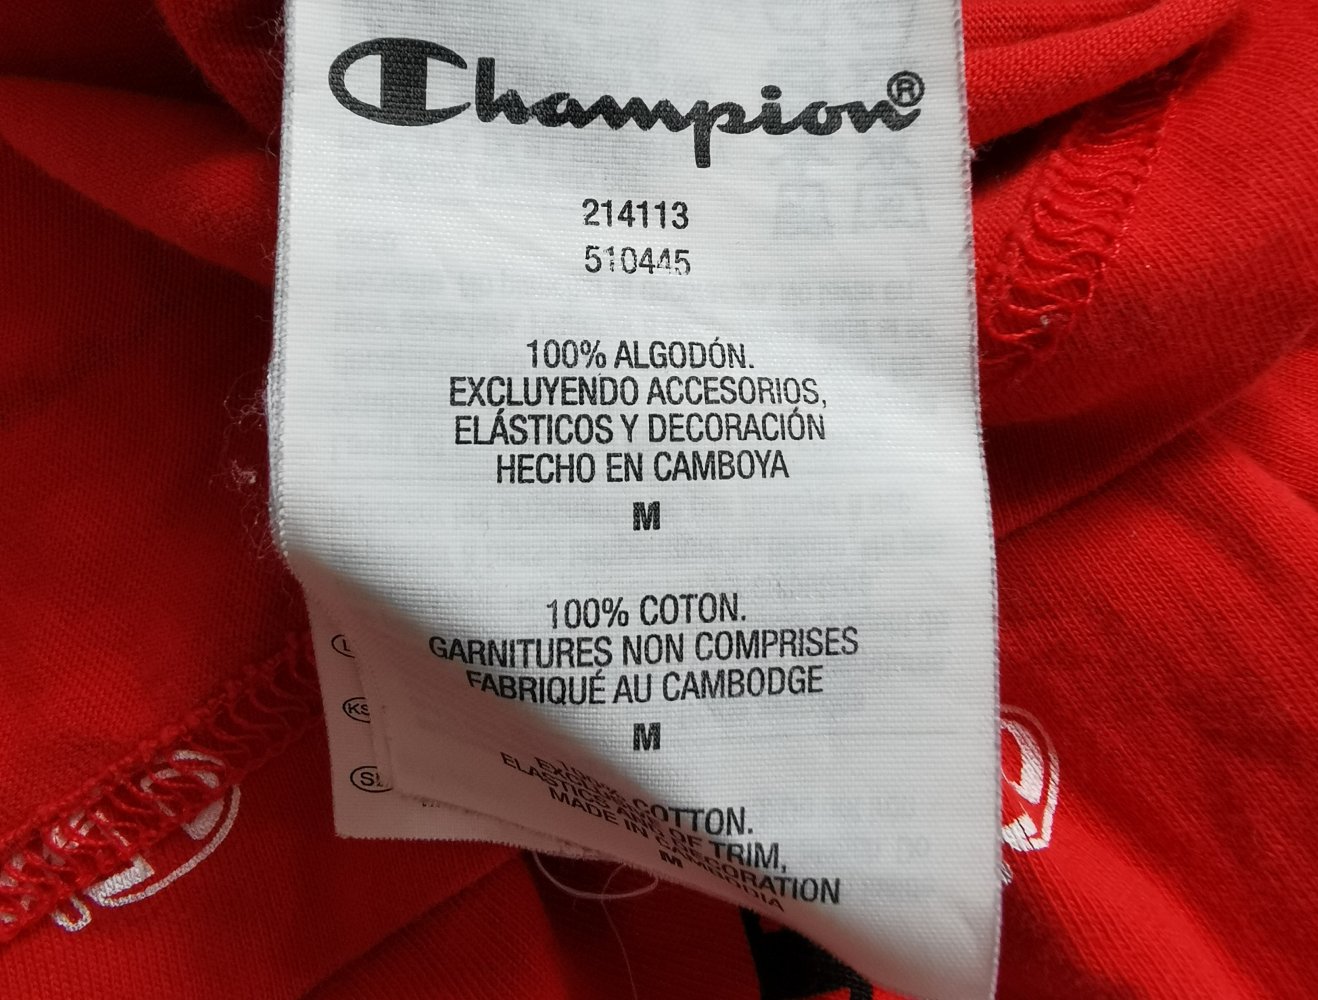 Champion®
214113
510445
100% ALGODÓN.
EXCLUYENDO ACCESORIOS,
ELÁSTICOS Y DECORACIÓN
HECHO EN CAMBOYA
M
100% COTON.
GARNITURES NON COMPRISES
FABRIQUÉ AU CAMBODGE
M
COTTON.
OF TRIM,
MADE IN
M